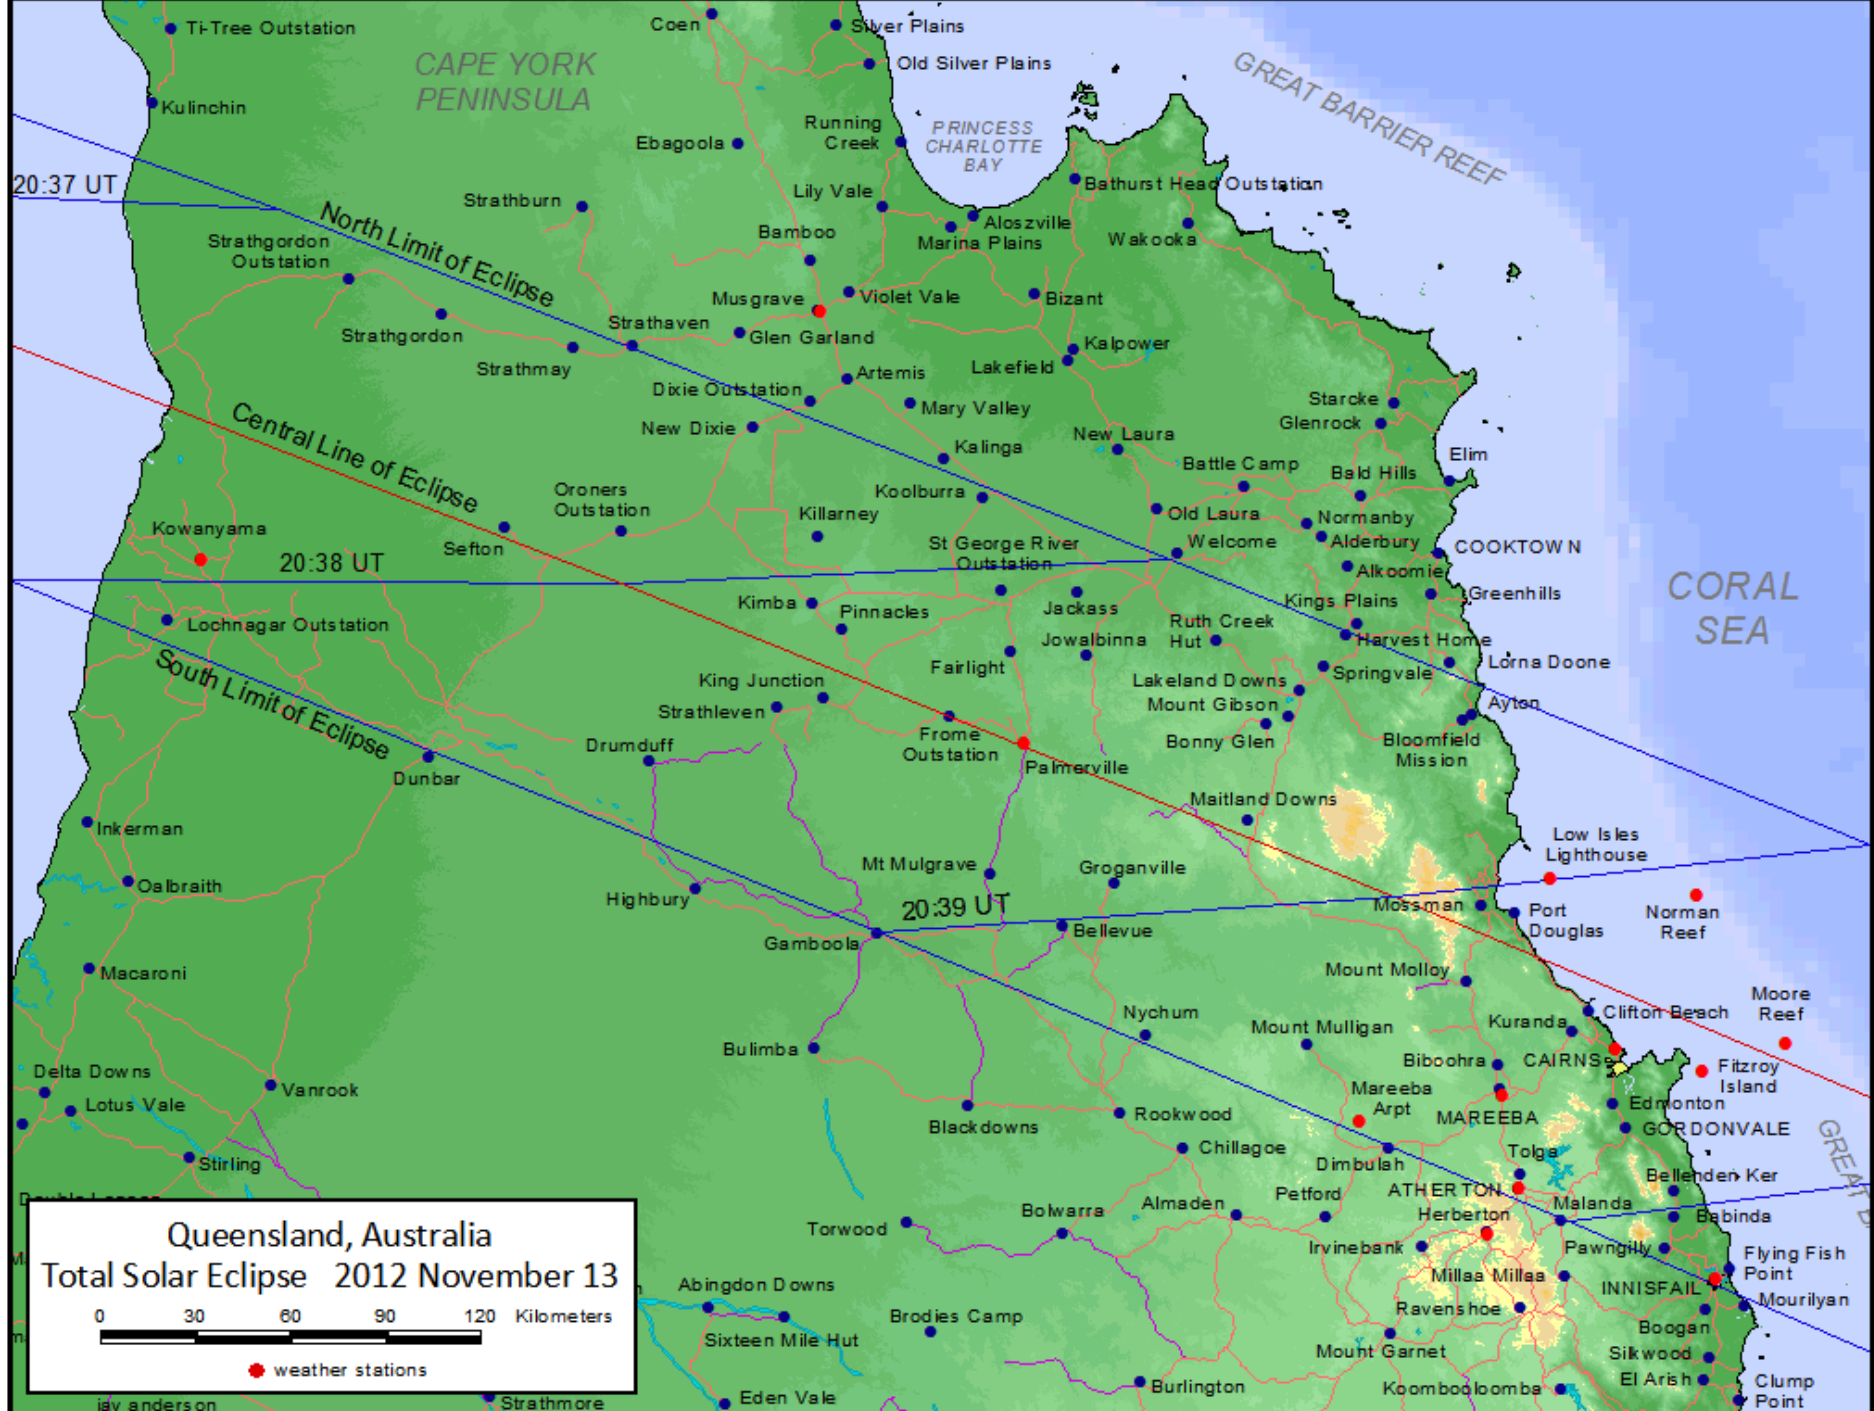 Coen
Silver Plains
Ti-Tree Outstation
CAPE YORK
PENINSULA
Old Silver Plains
GREAT BARRIER REEF
Kulinchin
Running
Creek
PRINCESS
CHARLOTTE
BAY
Ebagoola
20:37 UT
Lily Vale
Bathurst Head Outstation
Strathburn
North Limit of Eclipse
Aloszville
Marina Plains
Wakooka
Bamboo
Strathgordon
Outstation
Musgrave
Violet Vale
Bizant
Strathgordon
Strathaven
Glen Garland
Kalpower
Lakefield
Strathmay
Artemis
Dixie Outstation
Mary Valley
Starcke
Glenrock
New Dixie
New Laura
Central Line of Eclipse
Kalinga
Elim
Battle Camp
Bald Hills
Oroners
Outstation
Koolburra
Killarney
Old Laura
Normanby
Kowanyama
Sefton
St George River
Outstation
Welcome
Alderbury
COOKTOWN
20:38 UT
Alkoomie
CORAL
SEA
Greenhills
Kimba
Pinnacles
Jackass
Kings Plains
Lochnagar Outstation
Ruth Creek
Hut
Jowalbinna
Harvest Home
Fairlight
Lorna Doone
South Limit of Eclipse
King Junction
Lakeland Downs
Springvale
Strathleven
Mount Gibson
Ayton
Drumduff
Frome
Outstation
Bonny Glen
Bloomfield
Mission
Dunbar
Palmerville
Maitland Downs
Inkerman
Low Isles
Lighthouse
Mt Mulgrave
Groganville
Oalbraith
Highbury
20:39 UT
Mossman
Port
Douglas
Norman
Reef
Gamboola
Bellevue
Macaroni
Mount Molloy
Moore
Reef
Nychum
Mount Mulligan
Kuranda
Clifton Beach
Bulimba
Biboohra
CAIRNS
Delta Downs
Fitzroy
Island
Vanrook
Mareeba
Arpt
Lotus Vale
Blackdowns
Rookwood
MAREEBA
Edmonton
GORDONVALE
GREAT
Chillagoe
Dimbulah
Tolga
Stirling
Bellenden Ker
Petford
ATHERTON
Almaden
Herberton
Malanda
Babinda
Torwood
Bolwarra
Irvinebank
Pawngilly
Flying Fish
Point
Queensland, Australia
Total Solar Eclipse 2012 November 13
0 30 60 90 120 Kilometers
weather stations
Abingdon Downs
Millaa Millaa
INNISFAIL
Mourilyan
Brodies Camp
Ravenshoe
Sixteen Mile Hut
Boogan
Mount Garnet
Silkwood
El Arish
Burlington
Koombooloomba
Clump
Point
Eden Vale
Strathmore
jay anderson